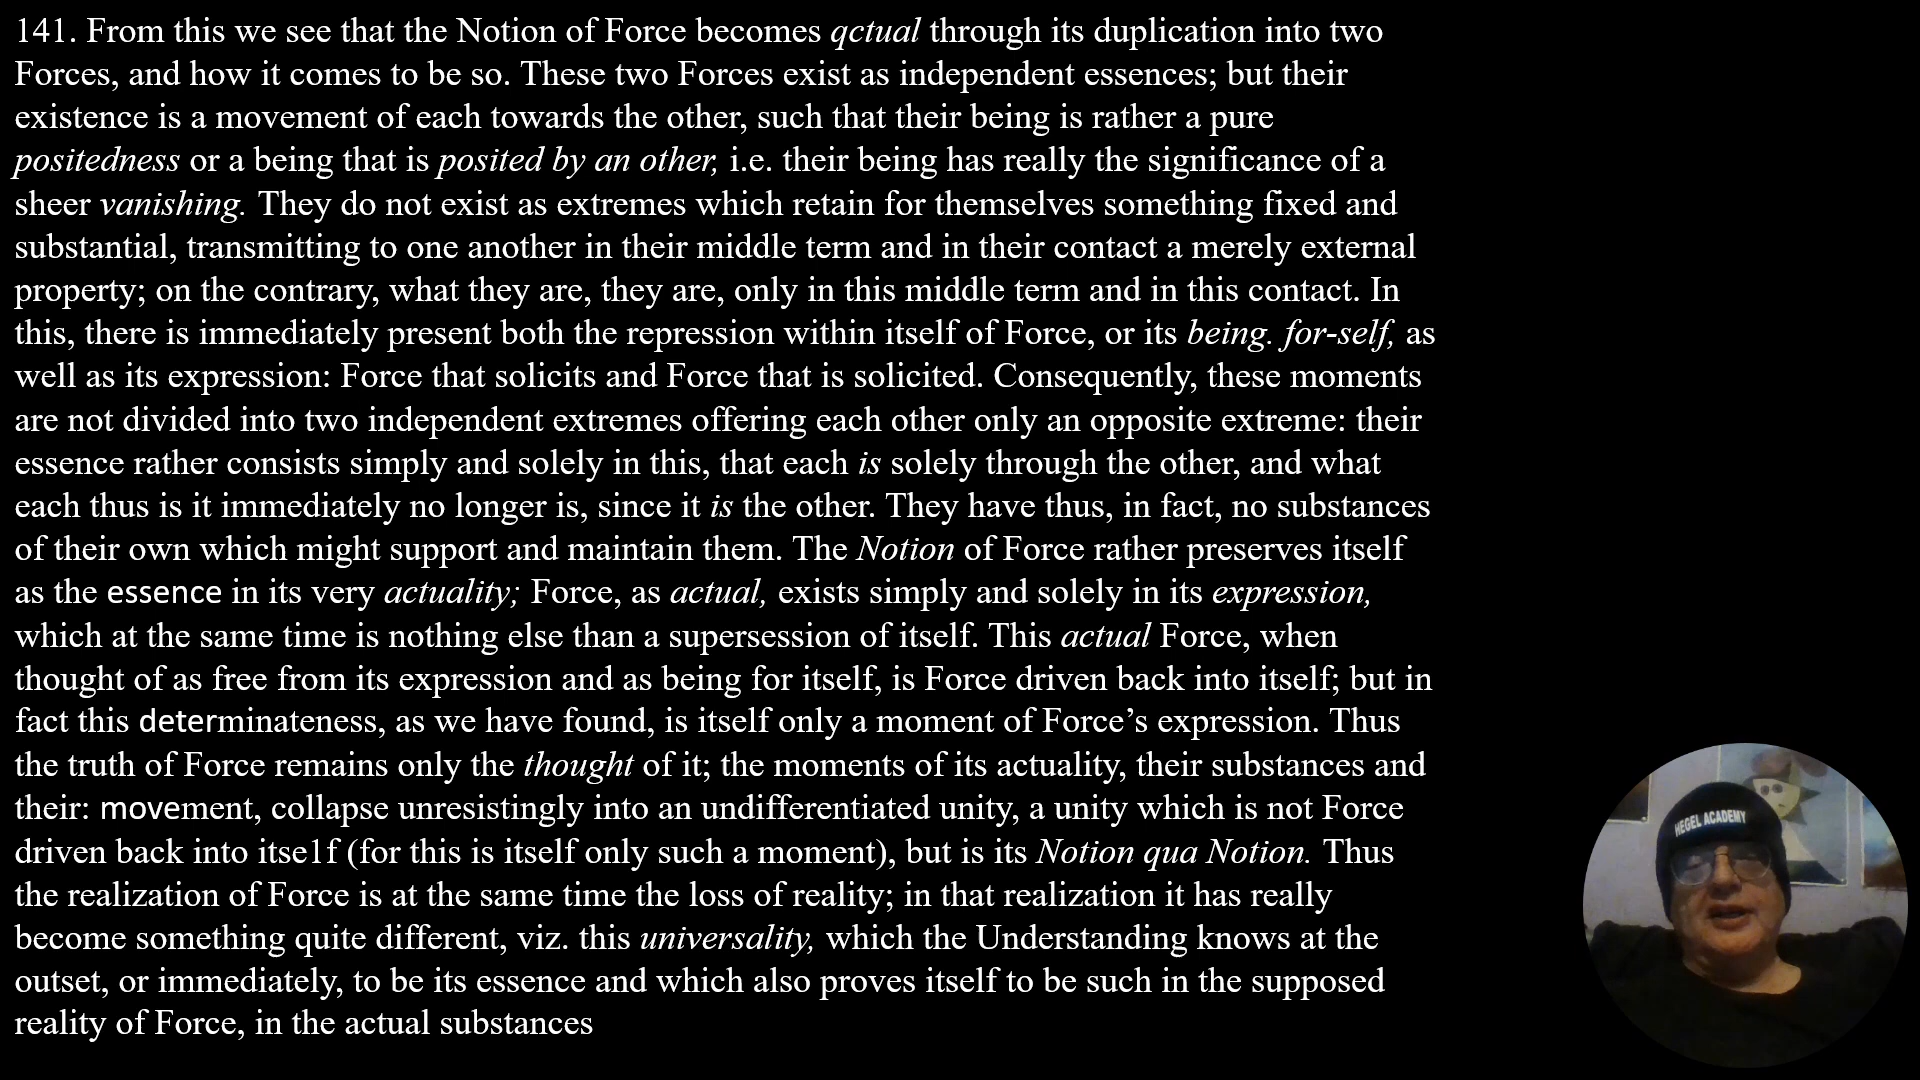 141. From this we see that the Notion of Force becomes qctual through its duplication into two
Forces, and how it comes to be so. These two Forces exist as independent essences; but their
existence is a movement of each towards the other, such that their being is rather a pure
positedness or a being that is posited by an other, i.e. their being has really the significance of a
sheer vanishing. They do not exist as extremes which retain for themselves something fixed and
substantial, transmitting to one another in their middle term and in their contact a merely external
property; on the contrary, what they are, they are, only in this middle term and in this contact. In
this, there is immediately present both the repression within itself of Force, or its being. for-self, as
well as its expression: Force that solicits and Force that is solicited. Consequently, these moments
are not divided into two independent extremes offering each other only an opposite extreme: their
essence rather consists simply and solely in this, that each is solely through the other, and what
each thus is it immediately no longer is, since it is the other. They have thus, in fact, no substances
of their own which might support and maintain them. The Notion of Force rather preserves itself
as the essence in its very actuality; Force, as actual, exists simply and solely in its expression,
which at the same time is nothing else than a supersession of itself. This actual Force, when
thought of as free from its expression and as being for itself, is Force driven back into itself; but in
fact this determinateness, as we have found, is itself only a moment of Force’s expression. Thus
the truth of Force remains only the thought of it; the moments of its actuality, their substances and
their: movement, collapse unresistingly into an undifferentiated unity, a unity which is not Force
driven back into itse1f (for this is itself only such a moment), but is its Notion qua Notion. Thus
the realization of Force is at the same time the loss of reality; in that realization it has really
become something quite different, viz. this universality, which the Understanding knows at the
outset, or immediately, to be its essence and which also proves itself to be such in the supposed
reality of Force, in the actual substances
HEGEL ACADEMY